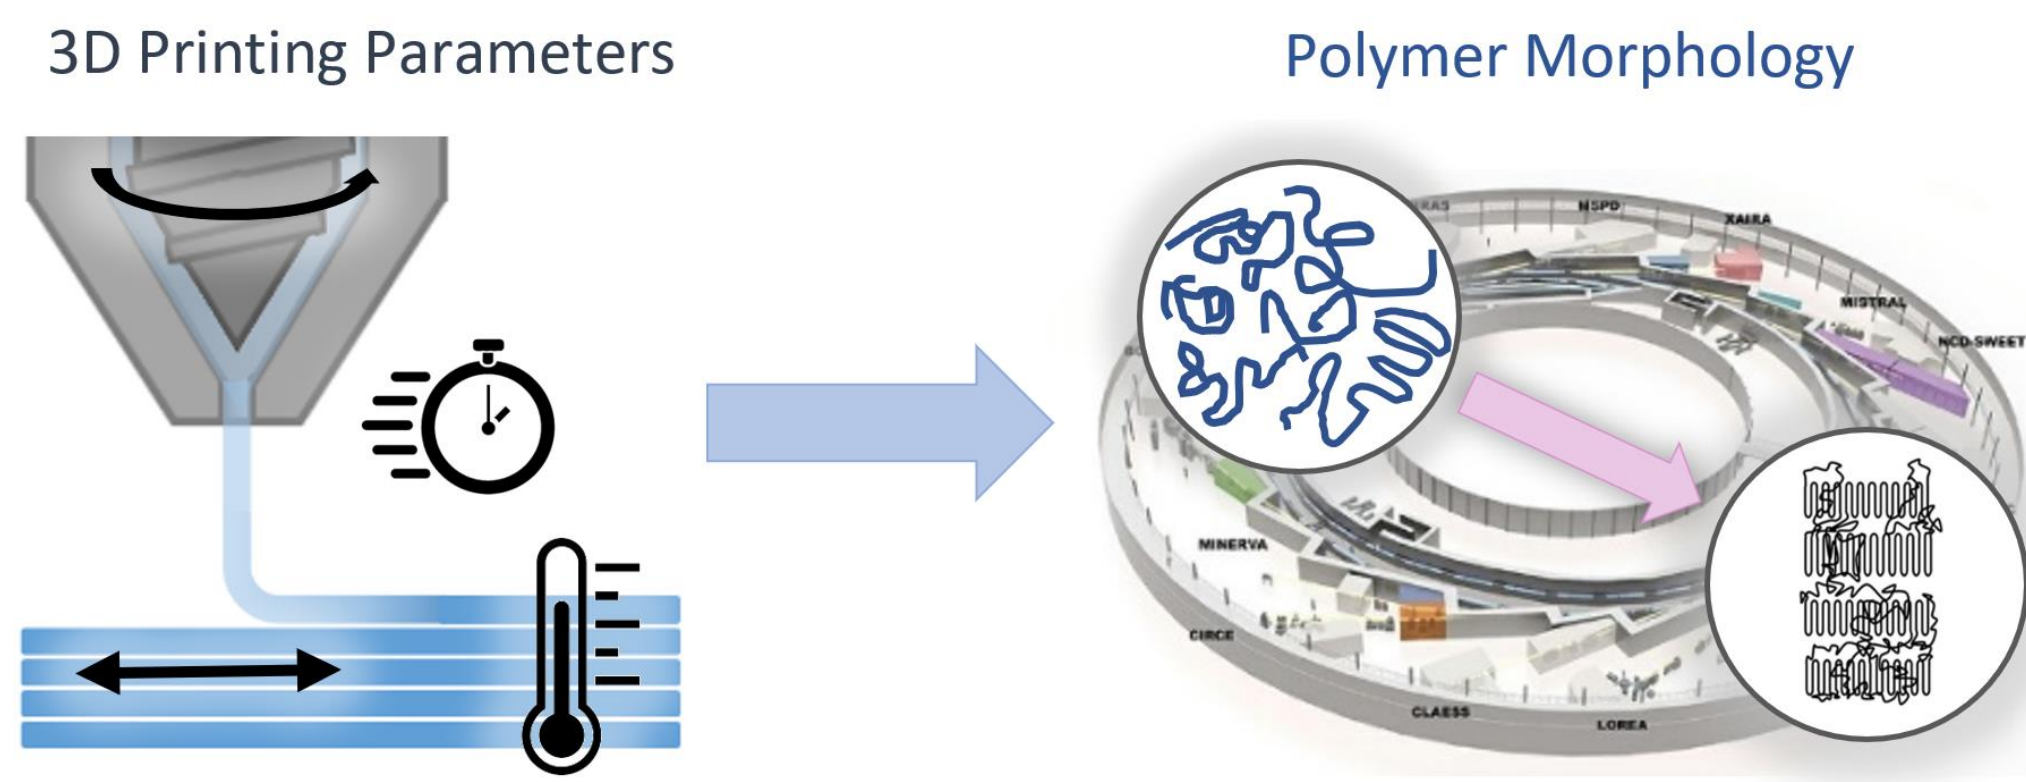 3D Printing Parameters
Polymer Morphology
MSPD
XAIRA
MISTRAL
NCD-SWEET
MINERVA
CIRCE
CLAESS
LOREA